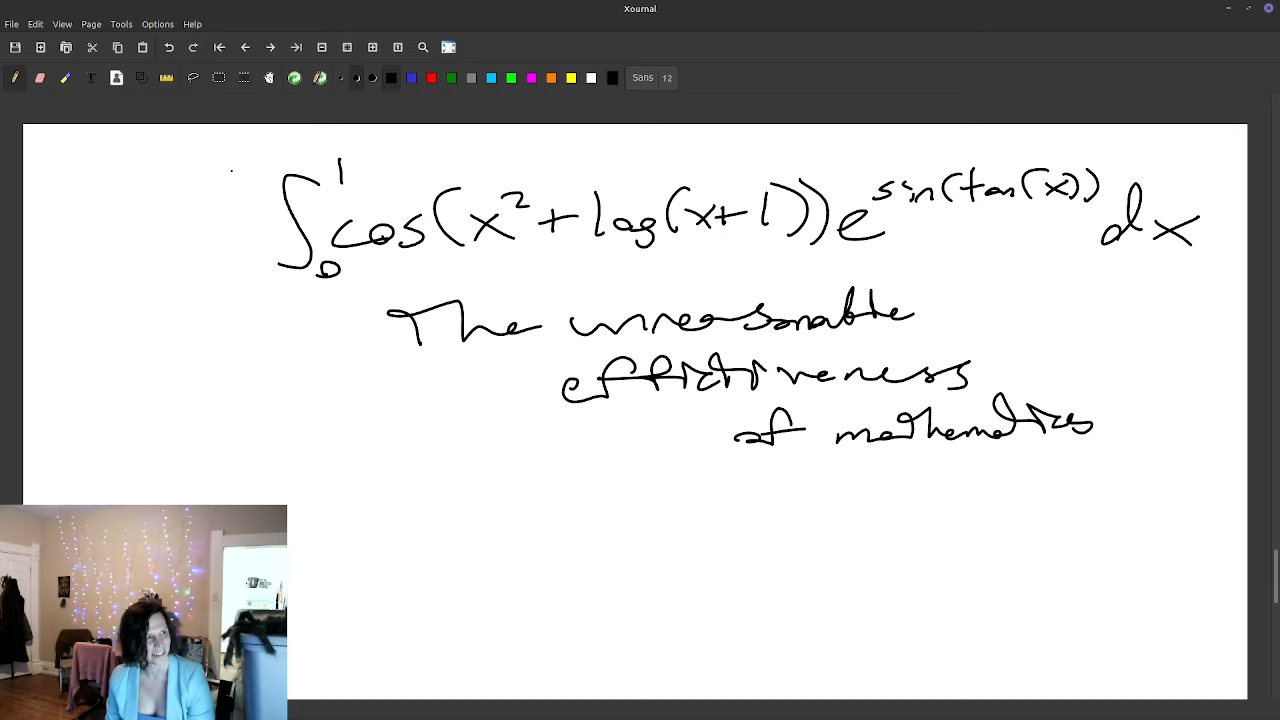 Xournal
File Edit View Page Tools Options Help
Sans 12
∫₀¹ cos(x² + log(x+1)) e^sin(tan(x)) dx
The unreasonable
effictiveness
of mathematics